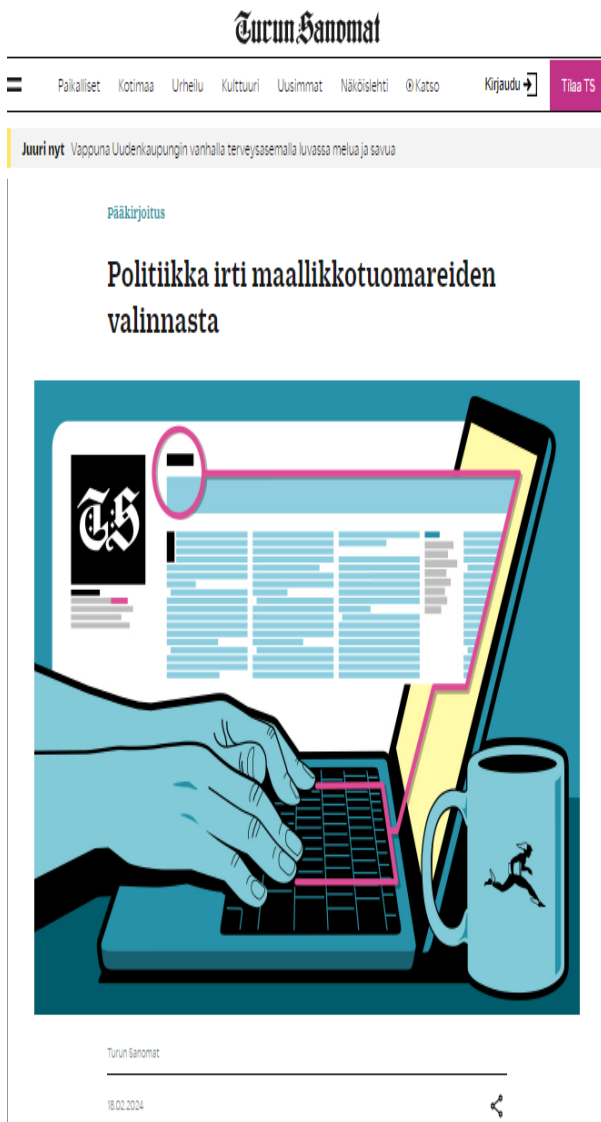 Turun Sanomat
Paikalliset Kotimaa Urheilu Kulttuuri Uusimmat Näköislehti Katso Kirjaudu Tilaa TS
Juuri nyt Vappuna Uudenkaupungin vanhalla terveysasemalla luvassa melua ja savua
Pääkirjoitus
Politiikka irti maallikkotuomareiden
valinnasta
TS
Turun Sanomat
18.02.2024